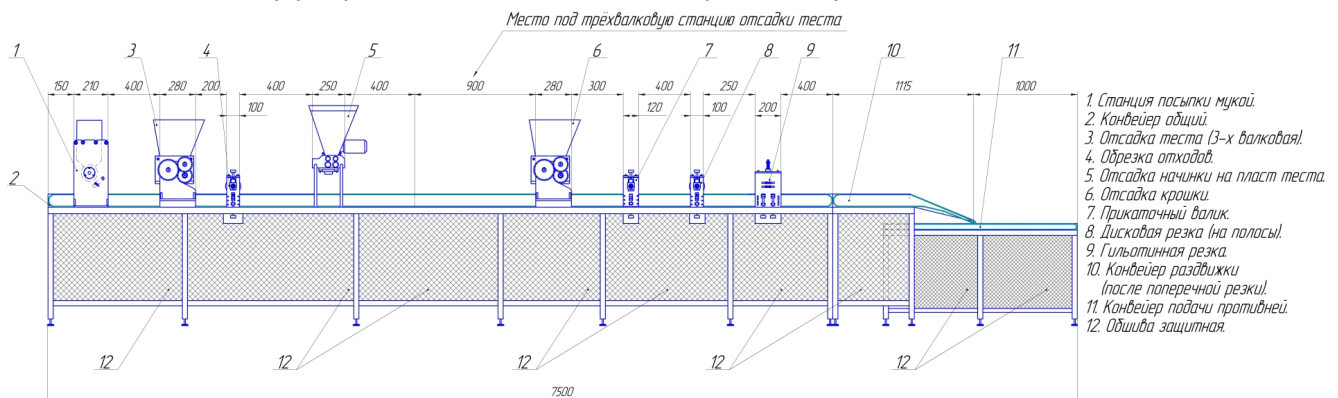 Место под трёхвалковую станцию отсадки теста
1 3 4 5 6 7 8 9 10 11
150 210 400 280 200 400 250 400 900 280 300 400 250 400 1115 1000
100 120 100 200
2
1. Станция посыпки мукой.
2. Конвейер общий.
3. Отсадка теста (3-х валковая).
4. Обрезка отходов.
5. Отсадка начинки на пласт теста.
6. Отсадка крошки.
7. Прикаточный валик.
8. Дисковая резка (на полосы).
9. Гильотинная резка.
10. Конвейер раздвижки
(после поперечной резки).
11. Конвейер подачи противней.
12. Обшива защитная.
12 12 12 12 12
7500